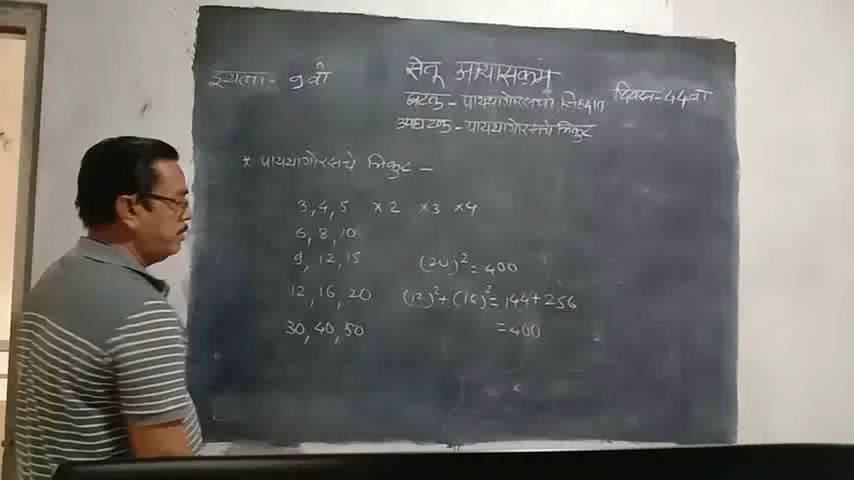 इयत्ता - 9 वी
सेतू अभ्यासक्रम
दिवस - 44 वा
घटक - पायथागोरसचा सिद्धांत
उपघटक - पायथागोरसचे त्रिकुट
* पायथागोरसचे त्रिकुट -
3, 4, 5 ×2 ×3 ×4
6, 8, 10
9, 12, 15
(20)² = 400
12, 16, 20
(12)² + (16)² = 144 + 256
30, 40, 50
= 400